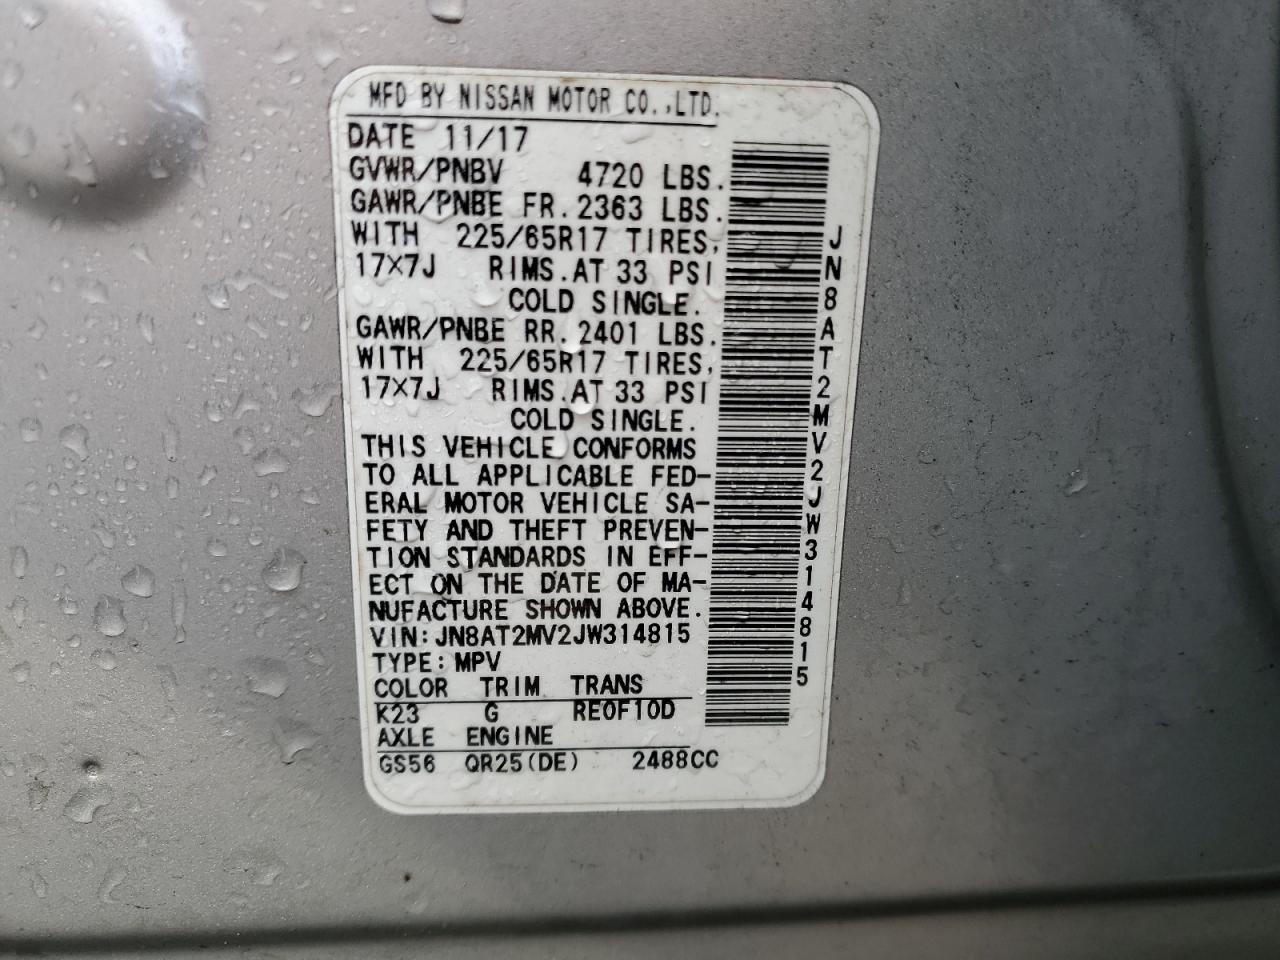 MFD BY NISSAN MOTOR CO.,LTD.
DATE 11/17
GVWR/PNBV 4720 LBS.
GAWR/PNBE FR. 2363 LBS.
WITH 225/65R17 TIRES,
17X7J RIMS. AT 33 PSI
COLD SINGLE.
GAWR/PNBE RR. 2401 LBS.
WITH 225/65R17 TIRES,
17X7J RIMS. AT 33 PSI
COLD SINGLE.
THIS VEHICLE CONFORMS
TO ALL APPLICABLE FED-
ERAL MOTOR VEHICLE SA-
FETY AND THEFT PREVEN-
TION STANDARDS IN EFF-
ECT ON THE DATE OF MA-
NUFACTURE SHOWN ABOVE.
VIN: JN8AT2MV2JW314815
TYPE: MPV
COLOR TRIM TRANS
K23 G RE0F10D
AXLE ENGINE
GS56 QR25(DE) 2488CC
JN8AT2MV2JW314815